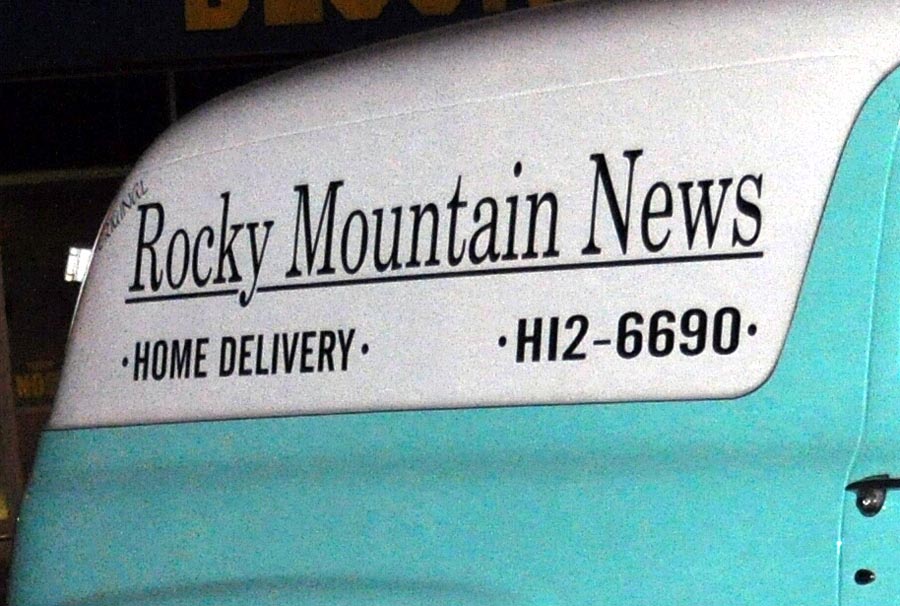 Rocky Mountain News
·HOME DELIVERY·
·HI2-6690·